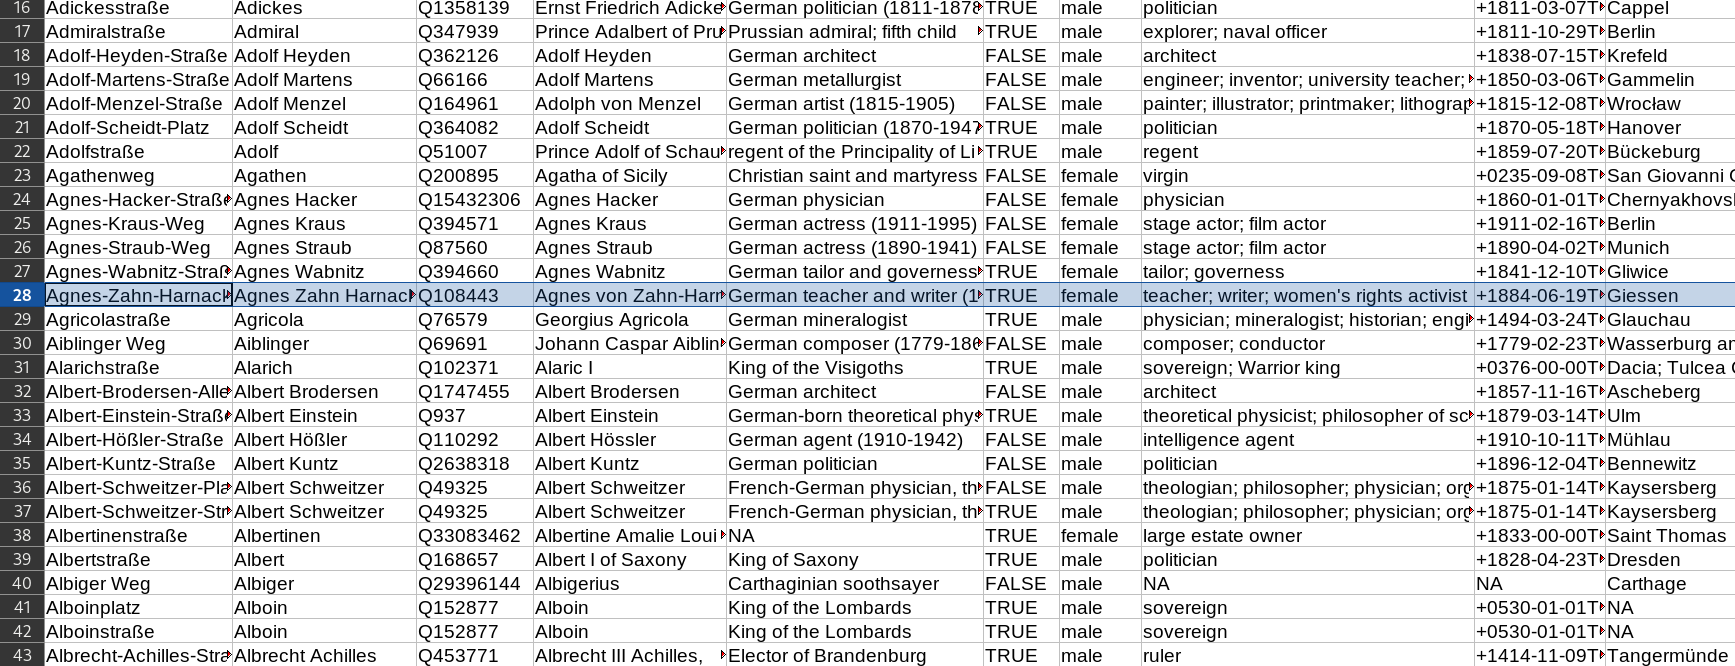 16 Adickesstraße Adickes Q1358139 Ernst Friedrich Adicke German politician (1811-1878 TRUE male politician +1811-03-07T Cappel
17 Admiralstraße Admiral Q347939 Prince Adalbert of Pru Prussian admiral; fifth child TRUE male explorer; naval officer +1811-10-29T Berlin
18 Adolf-Heyden-Straße Adolf Heyden Q362126 Adolf Heyden German architect FALSE male architect +1838-07-15T Krefeld
19 Adolf-Martens-Straße Adolf Martens Q66166 Adolf Martens German metallurgist FALSE male engineer; inventor; university teacher; +1850-03-06T Gammelin
20 Adolf-Menzel-Straße Adolf Menzel Q164961 Adolph von Menzel German artist (1815-1905) FALSE male painter; illustrator; printmaker; lithograp +1815-12-08T Wrocław
21 Adolf-Scheidt-Platz Adolf Scheidt Q364082 Adolf Scheidt German politician (1870-1947 TRUE male politician +1870-05-18T Hanover
22 Adolfstraße Adolf Q51007 Prince Adolf of Schau regent of the Principality of Li TRUE male regent +1859-07-20T Bückeburg
23 Agathenweg Agathen Q200895 Agatha of Sicily Christian saint and martyress FALSE female virgin +0235-09-08T San Giovanni
24 Agnes-Hacker-Straße Agnes Hacker Q15432306 Agnes Hacker German physician FALSE female physician +1860-01-01T Chernyakhovs
25 Agnes-Kraus-Weg Agnes Kraus Q394571 Agnes Kraus German actress (1911-1995) FALSE female stage actor; film actor +1911-02-16T Berlin
26 Agnes-Straub-Weg Agnes Straub Q87560 Agnes Straub German actress (1890-1941) FALSE female stage actor; film actor +1890-04-02T Munich
27 Agnes-Wabnitz-Straß Agnes Wabnitz Q394660 Agnes Wabnitz German tailor and governess TRUE female tailor; governess +1841-12-10T Gliwice
28 Agnes-Zahn-Harnack Agnes Zahn Harnack Q108443 Agnes von Zahn-Harn German teacher and writer (1 TRUE female teacher; writer; women's rights activist +1884-06-19T Giessen
29 Agricolastraße Agricola Q76579 Georgius Agricola German mineralogist TRUE male physician; mineralogist; historian; engi +1494-03-24T Glauchau
30 Aiblinger Weg Aiblinger Q69691 Johann Caspar Aiblin German composer (1779-186 FALSE male composer; conductor +1779-02-23T Wasserburg an
31 Alarichstraße Alarich Q102371 Alaric I King of the Visigoths TRUE male sovereign; Warrior king +0376-00-00T Dacia; Tulcea
32 Albert-Brodersen-Alle Albert Brodersen Q1747455 Albert Brodersen German architect FALSE male architect +1857-11-16T Ascheberg
33 Albert-Einstein-Straße Albert Einstein Q937 Albert Einstein German-born theoretical phys TRUE male theoretical physicist; philosopher of sc +1879-03-14T Ulm
34 Albert-Hößler-Straße Albert Hößler Q110292 Albert Hössler German agent (1910-1942) FALSE male intelligence agent +1910-10-11T Mühlau
35 Albert-Kuntz-Straße Albert Kuntz Q2638318 Albert Kuntz German politician FALSE male politician +1896-12-04T Bennewitz
36 Albert-Schweitzer-Pla Albert Schweitzer Q49325 Albert Schweitzer French-German physician, th FALSE male theologian; philosopher; physician; org +1875-01-14T Kaysersberg
37 Albert-Schweitzer-Str Albert Schweitzer Q49325 Albert Schweitzer French-German physician, th TRUE male theologian; philosopher; physician; org +1875-01-14T Kaysersberg
38 Albertinenstraße Albertinen Q33083462 Albertine Amalie Loui NA TRUE female large estate owner +1833-00-00T Saint Thomas
39 Albertstraße Albert Q168657 Albert I of Saxony King of Saxony TRUE male politician +1828-04-23T Dresden
40 Albiger Weg Albiger Q29396144 Albigerius Carthaginian soothsayer FALSE male NA NA Carthage
41 Alboinplatz Alboin Q152877 Alboin King of the Lombards TRUE male sovereign +0530-01-01T NA
42 Alboinstraße Alboin Q152877 Alboin King of the Lombards TRUE male sovereign +0530-01-01T NA
43 Albrecht-Achilles-Stra Albrecht Achilles Q453771 Albrecht III Achilles, Elector of Brandenburg TRUE male ruler +1414-11-09T Tangermünde